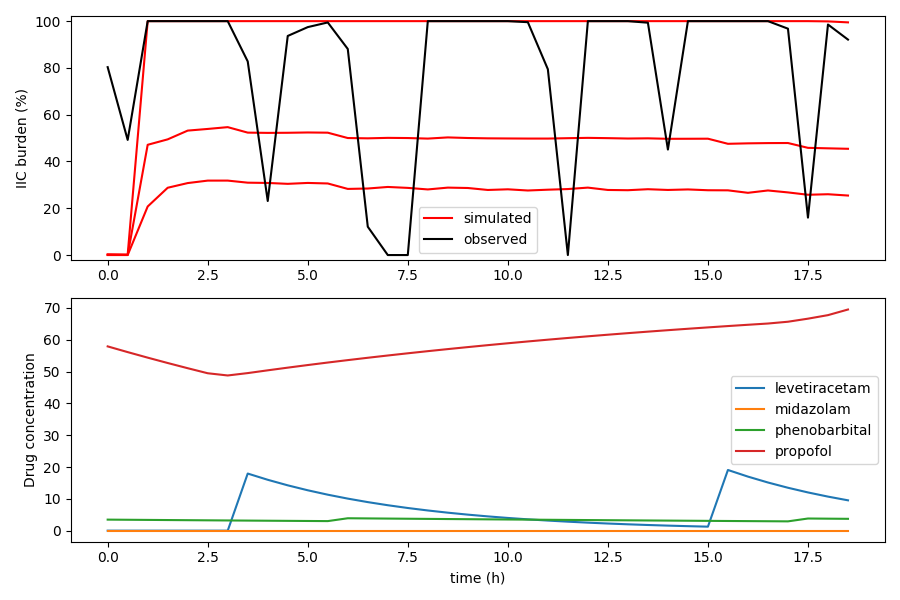 100
80
60
40
20
0
IIC burden (%)
simulated
observed
0.0 2.5 5.0 7.5 10.0 12.5 15.0 17.5
70
60
50
40
30
20
10
0
Drug concentration
levetiracetam
midazolam
phenobarbital
propofol
0.0 2.5 5.0 7.5 10.0 12.5 15.0 17.5
time (h)